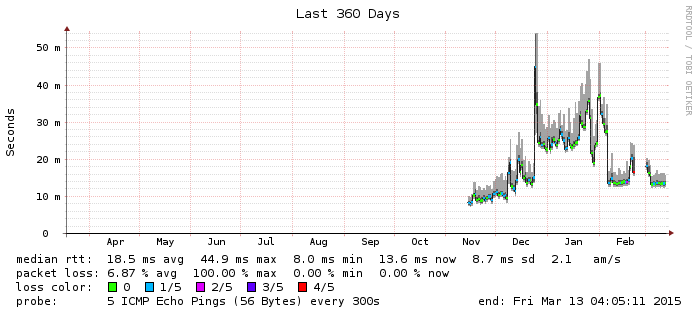 Last 360 Days
RRDTOOL / TOBI OETIKER
Seconds
50 m
40 m
30 m
20 m
10 m
0
Apr May Jun Jul Aug Sep Oct Nov Dec Jan Feb
median rtt: 18.5 ms avg 44.9 ms max 8.0 ms min 13.6 ms now 8.7 ms sd 2.1 am/s
packet loss: 6.87 % avg 100.00 % max 0.00 % min 0.00 % now
loss color: 0 1/5 2/5 3/5 4/5
probe: 5 ICMP Echo Pings (56 Bytes) every 300s end: Fri Mar 13 04:05:11 2015